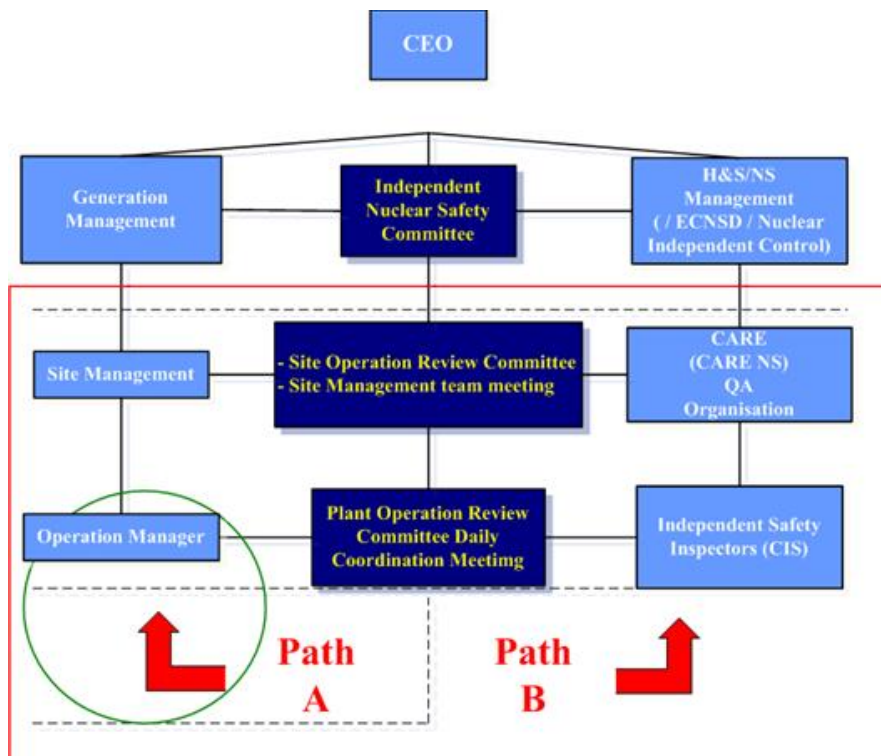 CEO
Generation
Management
Independent
Nuclear Safety
Committee
H&S/NS
Management
( / ECNSD / Nuclear
Independent Control)
Site Management
- Site Operation Review Committee
- Site Management team meeting
CARE
(CARE NS)
QA
Organisation
Operation Manager
Plant Operation Review
Committee Daily
Coordination Meetimg
Independent Safety
Inspectors (CIS)
Path
A
Path
B